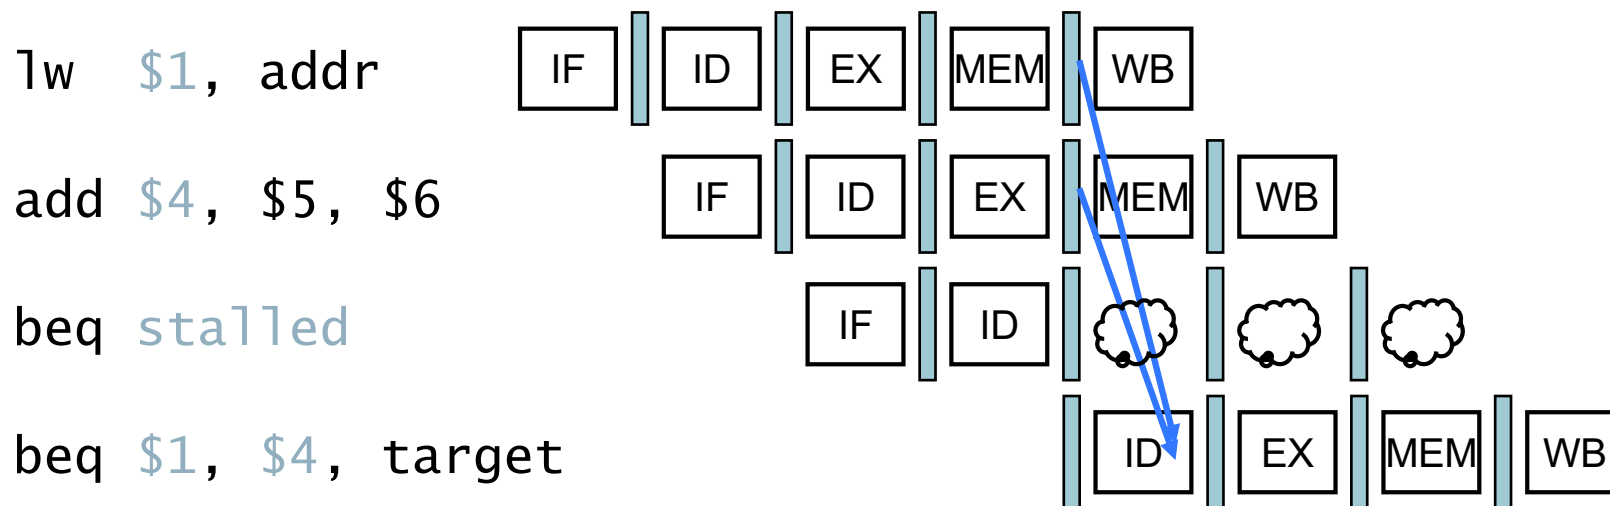 lw $1, addr IF ID EX MEM WB
add $4, $5, $6 IF ID EX MEM WB
beq stalled IF ID
beq $1, $4, target ID EX MEM WB